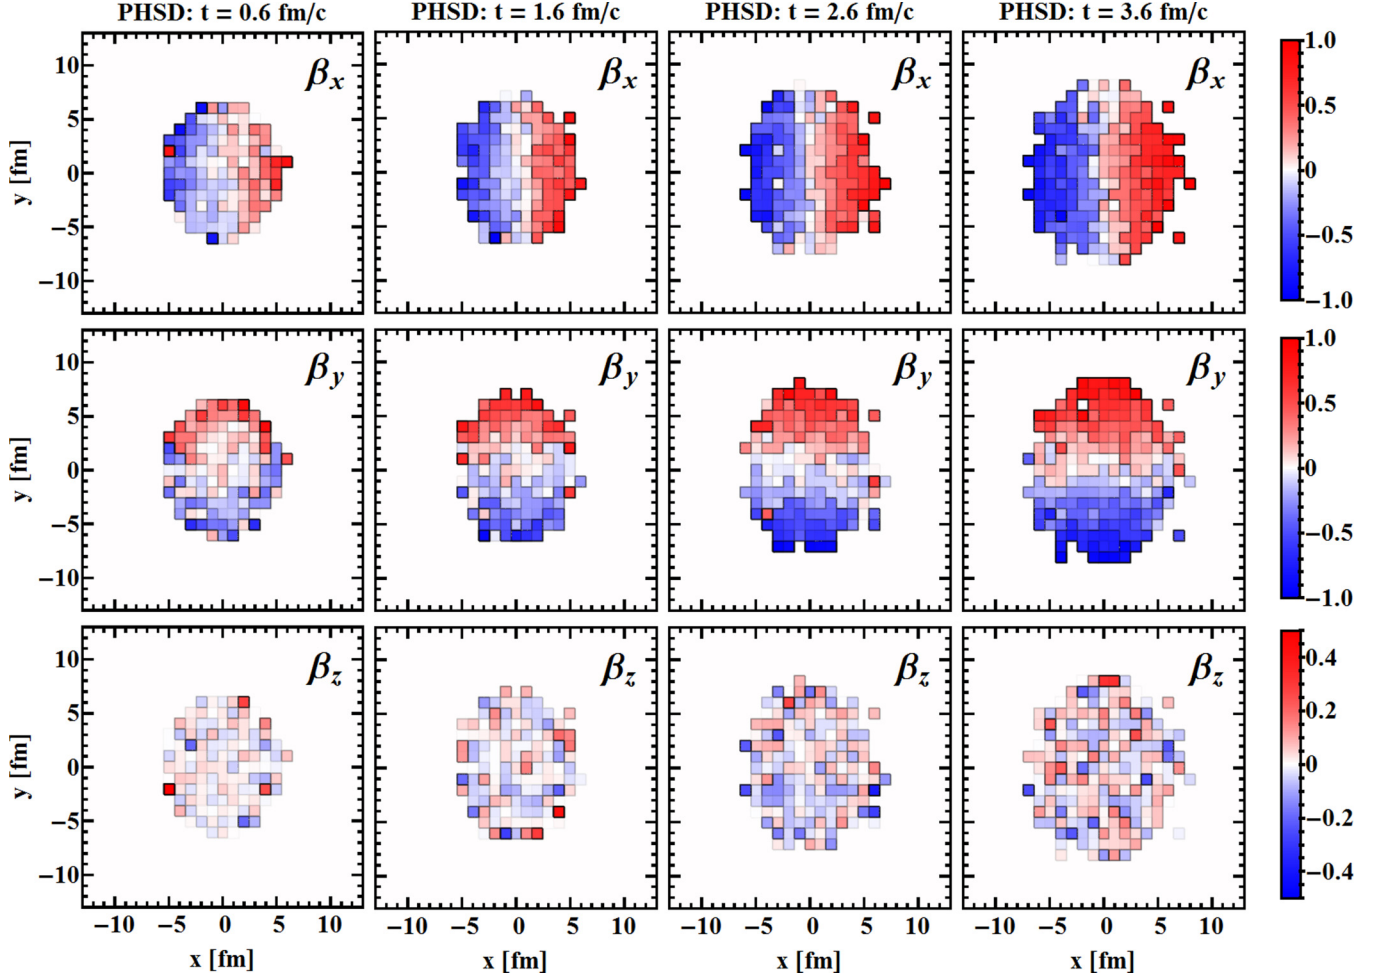 PHSD: t = 0.6 fm/c PHSD: t = 1.6 fm/c PHSD: t = 2.6 fm/c PHSD: t = 3.6 fm/c
βx βx βx βx
y [fm] 10 5 0 −5 −10
1.0 0.5 0 −0.5 −1.0
βy βy βy βy
y [fm] 10 5 0 −5 −10
1.0 0.5 0 −0.5 −1.0
βz βz βz βz
y [fm] 10 5 0 −5 −10
0.4 0.2 0 −0.2 −0.4
−10 −5 0 5 10 −10 −5 0 5 10 −10 −5 0 5 10 −10 −5 0 5 10
x [fm] x [fm] x [fm] x [fm]